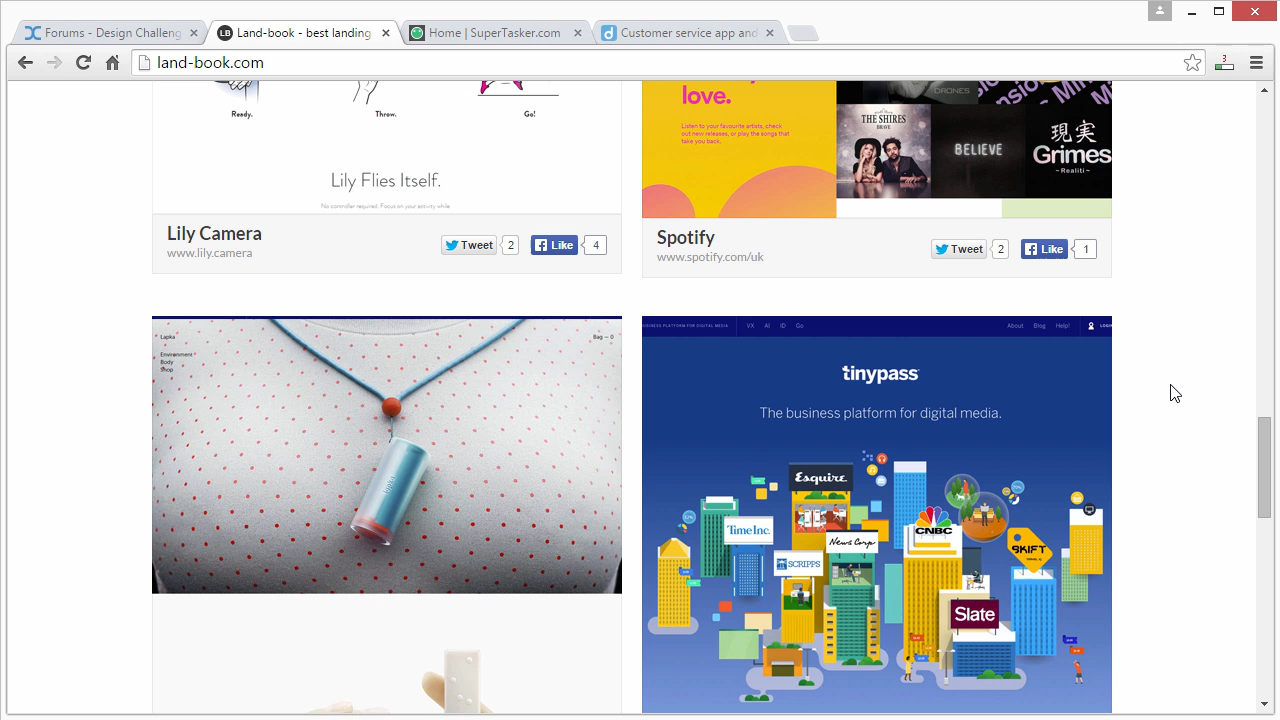 Forums - Design Challeng
Land-book - best landing
Home | SuperTasker.com
Customer service app and
land-book.com
3
Ready.
Throw.
Go!
Lily Flies Itself.
No controller required. Focus on your activity while
Lily Camera
www.lily.camera
Tweet
2
Like
4
love.
Listen to your favourite artists, check
out new releases, or play the songs that
take you back.
DRONES
THE SHIRES
BRAVE
BELIEVE
現実
Grimes
~ Realiti ~
Spotify
www.spotify.com/uk
Tweet
2
Like
1
Lapka
Environment
Body
Shop
Bag — 0
lapka
BUSINESS PLATFORM FOR DIGITAL MEDIA
VX
AI
ID
Go
About
Blog
Help!
LOGIN
tinypass
The business platform for digital media.
Esquire
Time Inc.
News Corp
CNBC
SKIFT
SCRIPPS
Slate